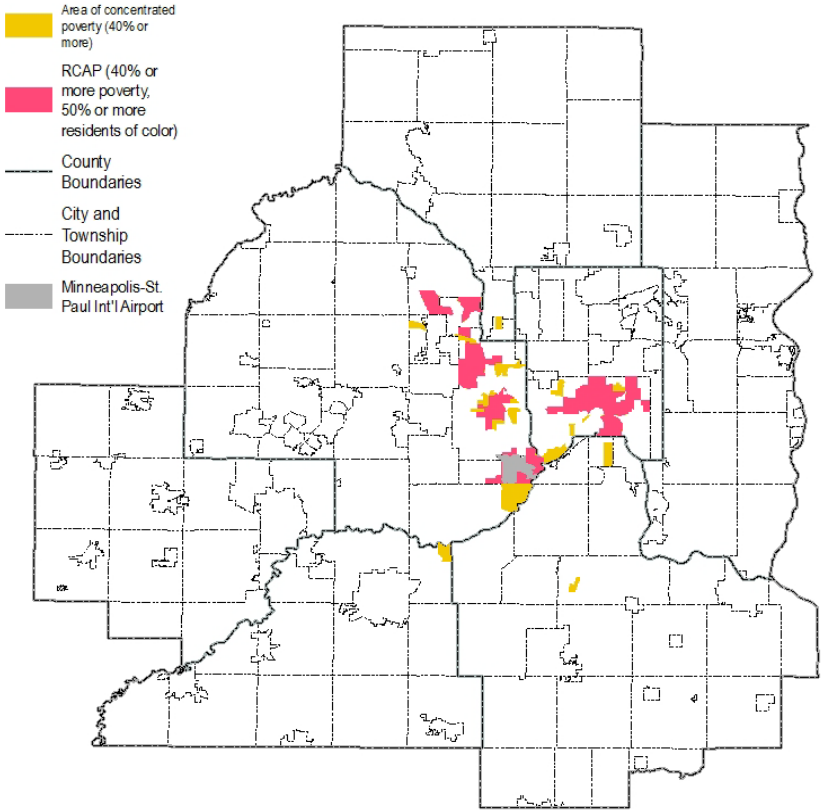 Area of concentrated
poverty (40% or
more)
RCAP (40% or
more poverty,
50% or more
residents of color)
County
Boundaries
City and
Township
Boundaries
Minneapolis-St.
Paul Int'l Airport